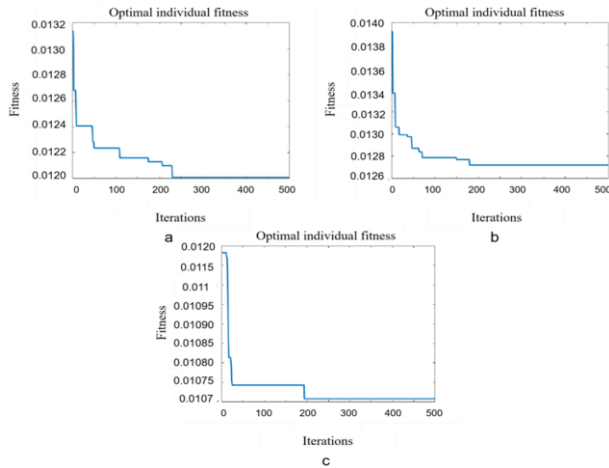 Optimal individual fitness
0.0132
0.0130
0.0128
0.0126
0.0124
0.0122
0.0120
Fitness
0 100 200 300 400 500
Iterations
a
Optimal individual fitness
0.0140
0.0138
0.0134
0.0132
0.0130
0.0128
0.0126
Fitness
0 100 200 300 400 500
Iterrations
b
Optimal individual fitness
0.0120
0.0115
0.011
0.01095
0.01090
0.01085
0.01080
0.01075
0.0107
Fitness
0 100 200 300 400 500
Iterations
c